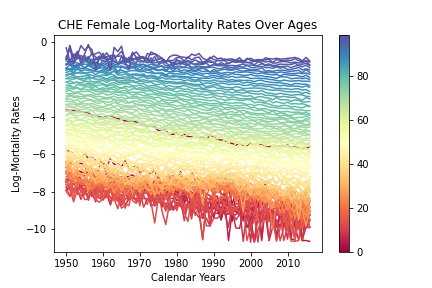 CHE Female Log-Mortality Rates Over Ages
0
−2
−4
−6
−8
−10
Log-Mortality Rates
1950 1960 1970 1980 1990 2000 2010
Calendar Years
80
60
40
20
0